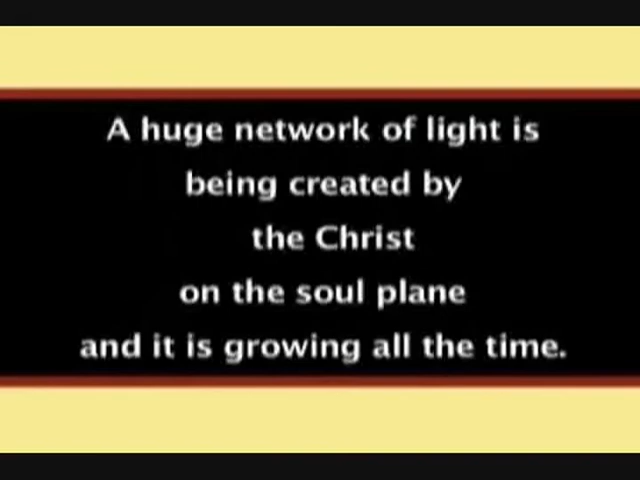 A huge network of light is
being created by
the Christ
on the soul plane
and it is growing all the time.